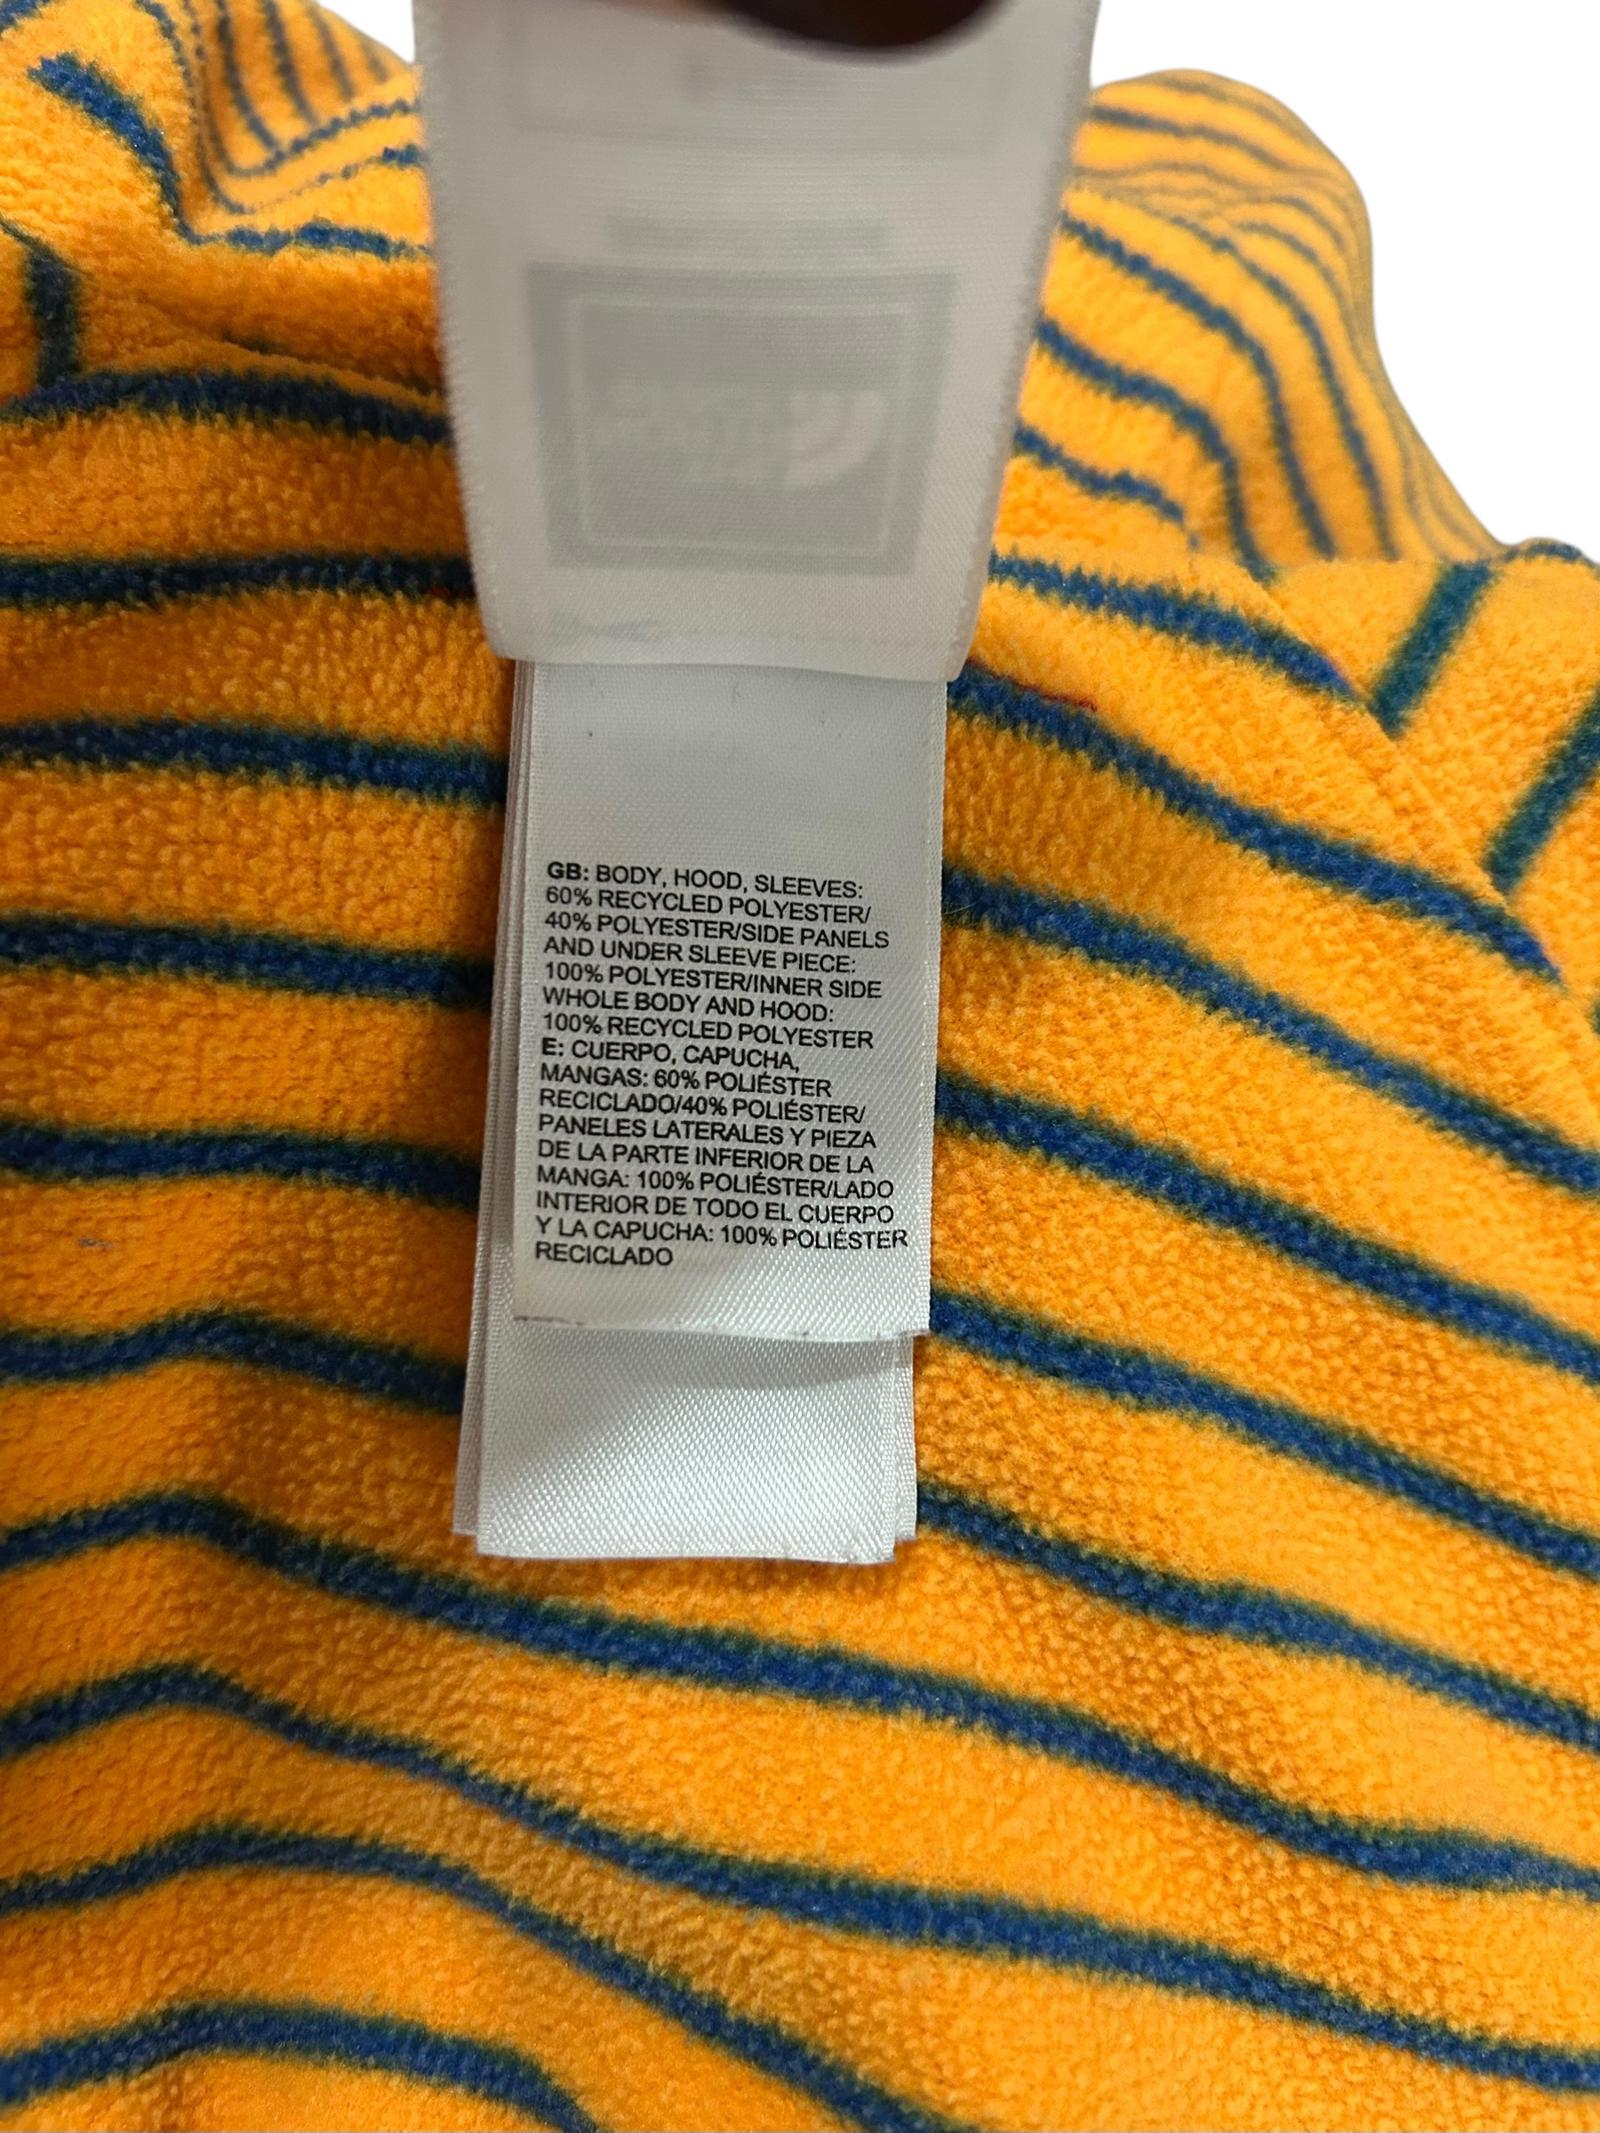 GB: BODY, HOOD, SLEEVES:
60% RECYCLED POLYESTER/
40% POLYESTER/SIDE PANELS
AND UNDER SLEEVE PIECE:
100% POLYESTER/INNER SIDE
WHOLE BODY AND HOOD:
100% RECYCLED POLYESTER
E: CUERPO, CAPUCHA,
MANGAS: 60% POLIÉSTER
RECICLADO/40% POLIÉSTER/
PANELES LATERALES Y PIEZA
DE LA PARTE INFERIOR DE LA
MANGA: 100% POLIÉSTER/LADO
INTERIOR DE TODO EL CUERPO
Y LA CAPUCHA: 100% POLIÉSTER
RECICLADO